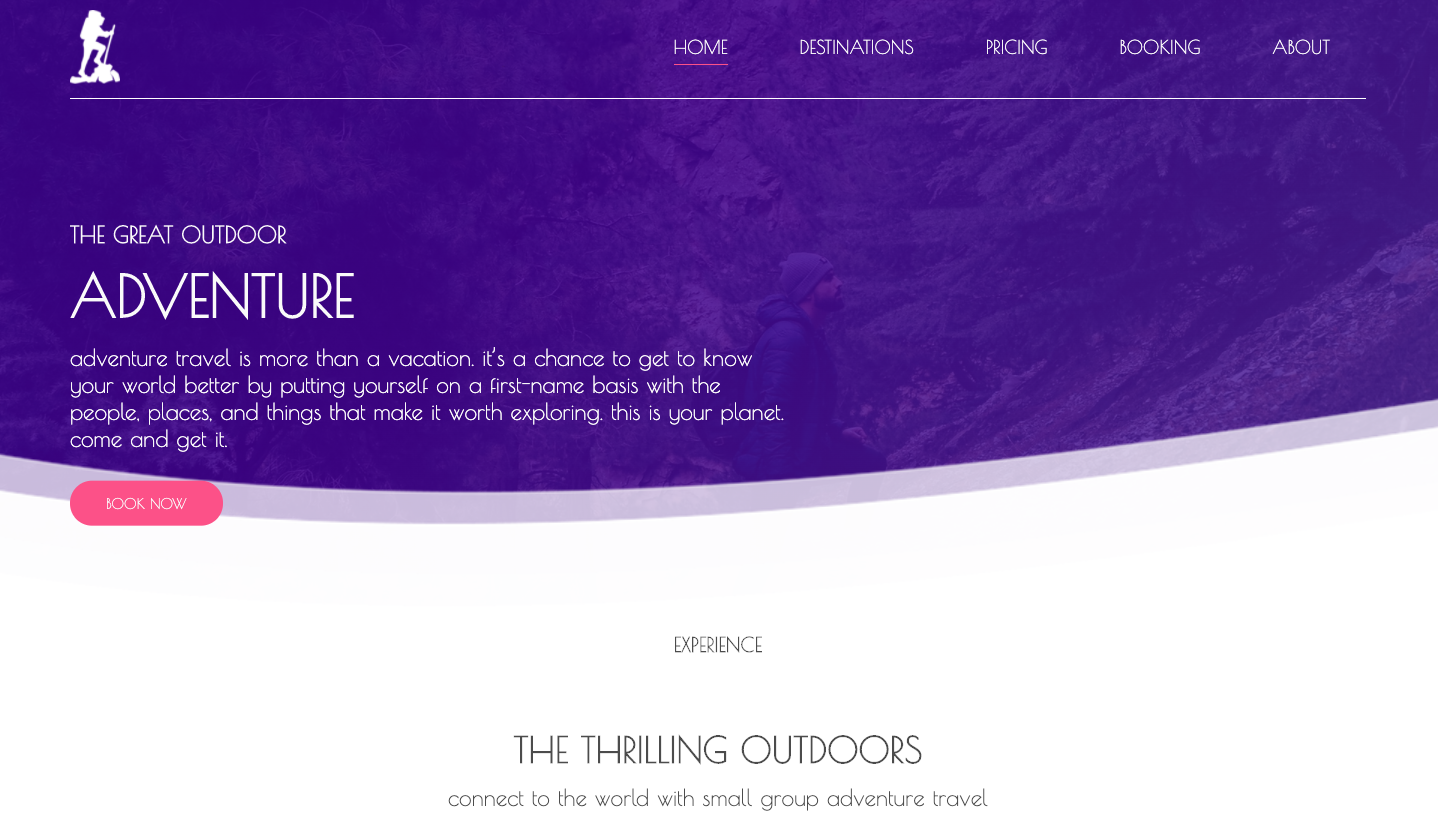 HOME DESTINATIONS PRICING BOOKING ABOUT
THE GREAT OUTDOOR
ADVENTURE
adventure travel is more than a vacation. it's a chance to get to know
your world better by putting yourself on a first-name basis with the
people, places, and things that make it worth exploring. this is your planet.
come and get it.
BOOK NOW
EXPERIENCE
THE THRILLING OUTDOORS
connect to the world with small group adventure travel